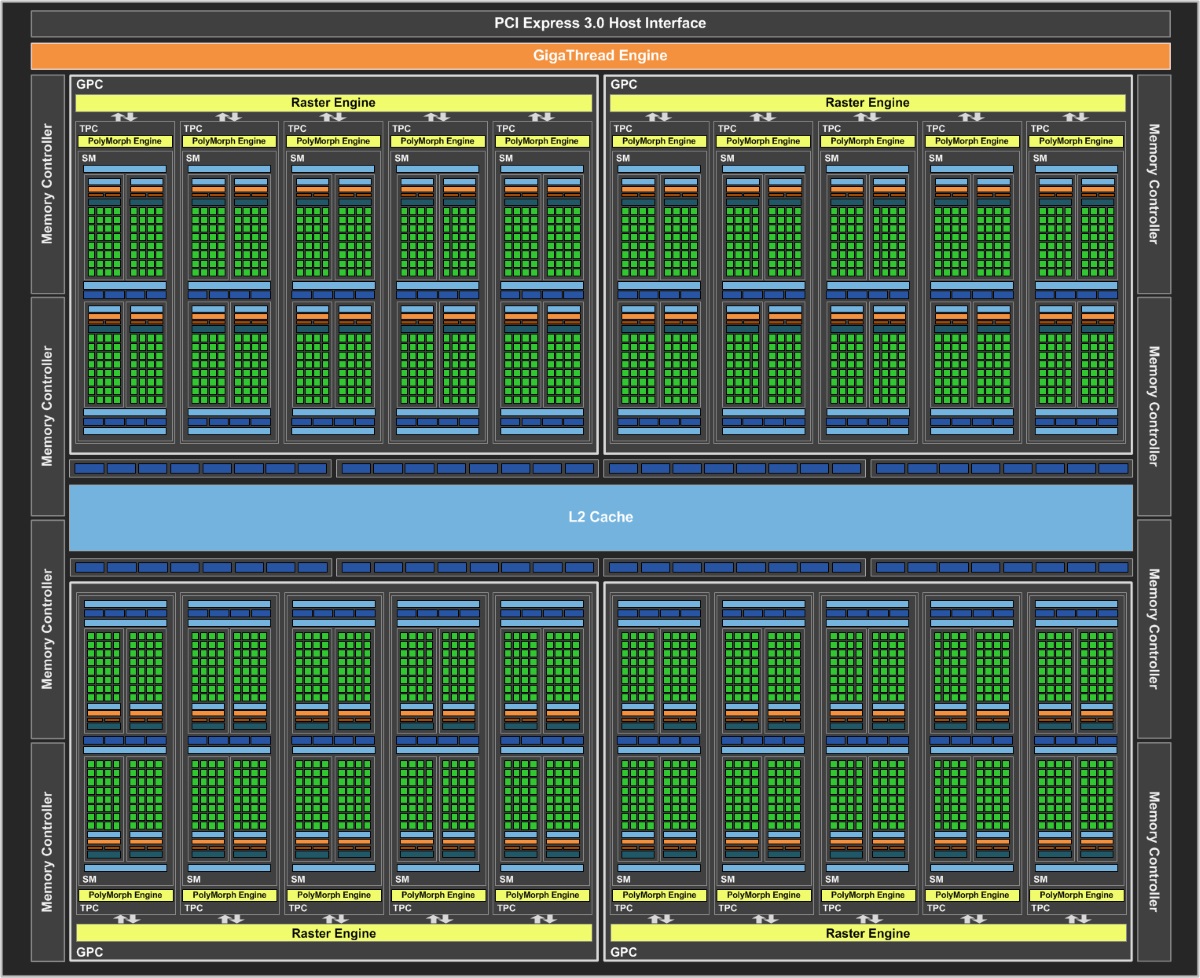 PCI Express 3.0 Host Interface
GigaThread Engine
Memory Controller
Memory Controller
Memory Controller
Memory Controller
GPC
Raster Engine
TPC TPC TPC TPC TPC
PolyMorph Engine PolyMorph Engine PolyMorph Engine PolyMorph Engine PolyMorph Engine
SM SM SM SM SM
GPC
Raster Engine
TPC TPC TPC TPC TPC
PolyMorph Engine PolyMorph Engine PolyMorph Engine PolyMorph Engine PolyMorph Engine
SM SM SM SM SM
L2 Cache
SM SM SM SM SM
PolyMorph Engine PolyMorph Engine PolyMorph Engine PolyMorph Engine PolyMorph Engine
TPC TPC TPC TPC TPC
Raster Engine
GPC
SM SM SM SM SM
PolyMorph Engine PolyMorph Engine PolyMorph Engine PolyMorph Engine PolyMorph Engine
TPC TPC TPC TPC TPC
Raster Engine
GPC
Memory Controller
Memory Controller
Memory Controller
Memory Controller